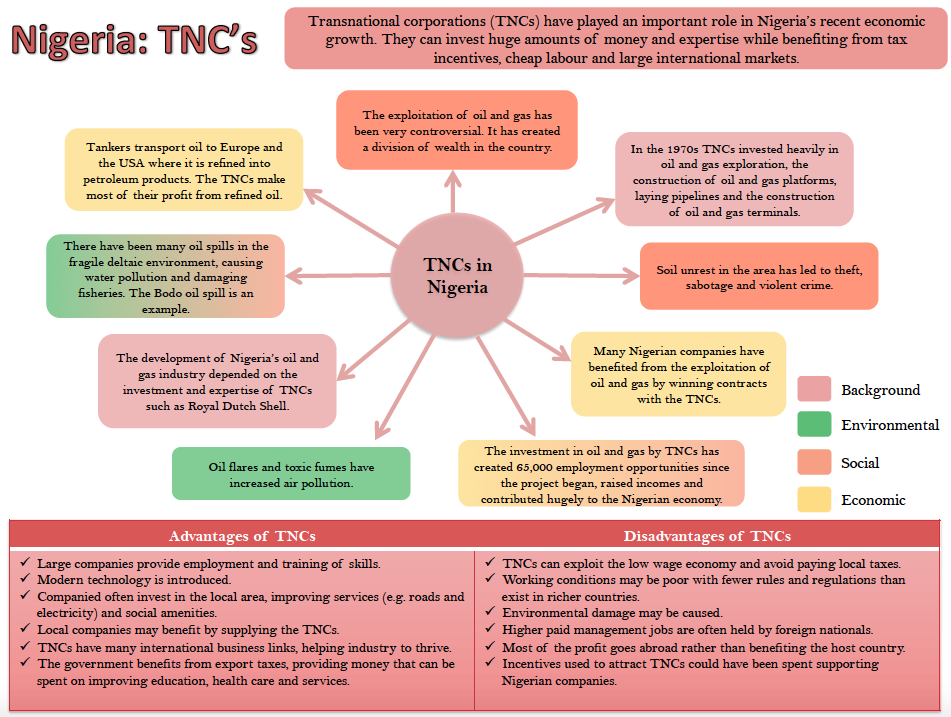 Nigeria: TNC's
Transnational corporations (TNCs) have played an important role in Nigeria's recent economic
growth. They can invest huge amounts of money and expertise while benefiting from tax
incentives, cheap labour and large international markets.
The exploitation of oil and gas has
been very controversial. It has created
a division of wealth in the country.
Tankers transport oil to Europe and
the USA where it is refined into
petroleum products. The TNCs make
most of their profit from refined oil.
In the 1970s TNCs invested heavily in
oil and gas exploration, the
construction of oil and gas platforms,
laying pipelines and the construction
of oil and gas terminals.
There have been many oil spills in the
fragile deltaic environment, causing
water pollution and damaging
fisheries. The Bodo oil spill is an
example.
TNCs in
Nigeria
Soil unrest in the area has led to theft,
sabotage and violent crime.
The development of Nigeria's oil and
gas industry depended on the
investment and expertise of TNCs
such as Royal Dutch Shell.
Many Nigerian companies have
benefited from the exploitation of
oil and gas by winning contracts
with the TNCs.
Oil flares and toxic fumes have
increased air pollution.
The investment in oil and gas by TNCs has
created 65,000 employment opportunities since
the project began, raised incomes and
contributed hugely to the Nigerian economy.
Background
Environmental
Social
Economic
Advantages of TNCs
✓ Large companies provide employment and training of skills.
✓ Modern technology is introduced.
✓ Companied often invest in the local area, improving services (e.g. roads and
electricity) and social amenities.
✓ Local companies may benefit by supplying the TNCs.
✓ TNCs have many international business links, helping industry to thrive.
✓ The government benefits from export taxes, providing money that can be
spent on improving education, health care and services.
Disadvantages of TNCs
✓ TNCs can exploit the low wage economy and avoid paying local taxes.
✓ Working conditions may be poor with fewer rules and regulations than
exist in richer countries.
✓ Environmental damage may be caused.
✓ Higher paid management jobs are often held by foreign nationals.
✓ Most of the profit goes abroad rather than benefiting the host country.
✓ Incentives used to attract TNCs could have been spent supporting
Nigerian companies.